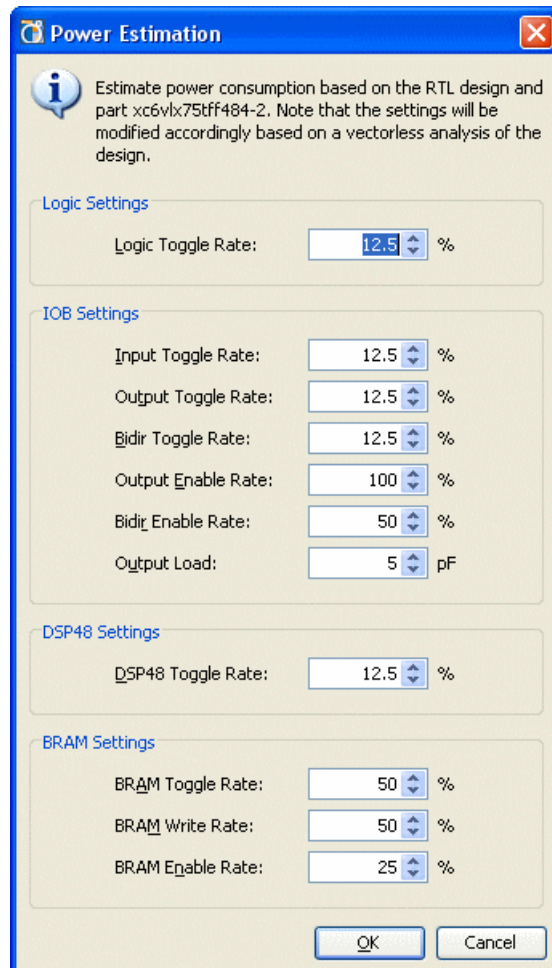 Power Estimation
Estimate power consumption based on the RTL design and
part xc6vlx75tff484-2. Note that the settings will be
modified accordingly based on a vectorless analysis of the
design.
Logic Settings
Logic Toggle Rate: 12.5 %
IOB Settings
Input Toggle Rate: 12.5 %
Output Toggle Rate: 12.5 %
Bidir Toggle Rate: 12.5 %
Output Enable Rate: 100 %
Bidir Enable Rate: 50 %
Output Load: 5 pF
DSP48 Settings
DSP48 Toggle Rate: 12.5 %
BRAM Settings
BRAM Toggle Rate: 50 %
BRAM Write Rate: 50 %
BRAM Enable Rate: 25 %
OK Cancel